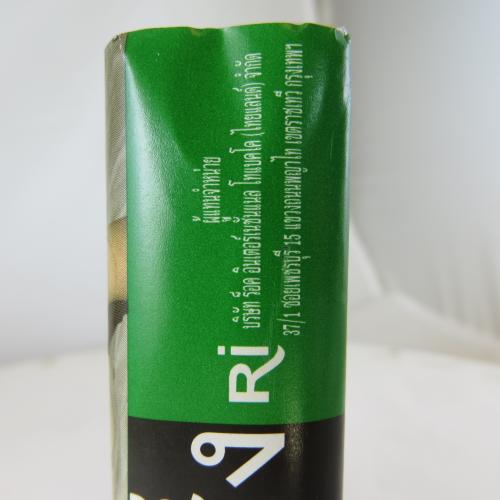 ผู้แทนจำหน่าย
บริษัท ร็อคิ อินเตอร์เนชั่นแนล โทแบคโค (ไทยแลนด์) จำกัด
37/1 ซอยเพชรบุรี 15 แขวงถนนพญาไท เขตราชเทวี กรุงเทพฯ
Ri